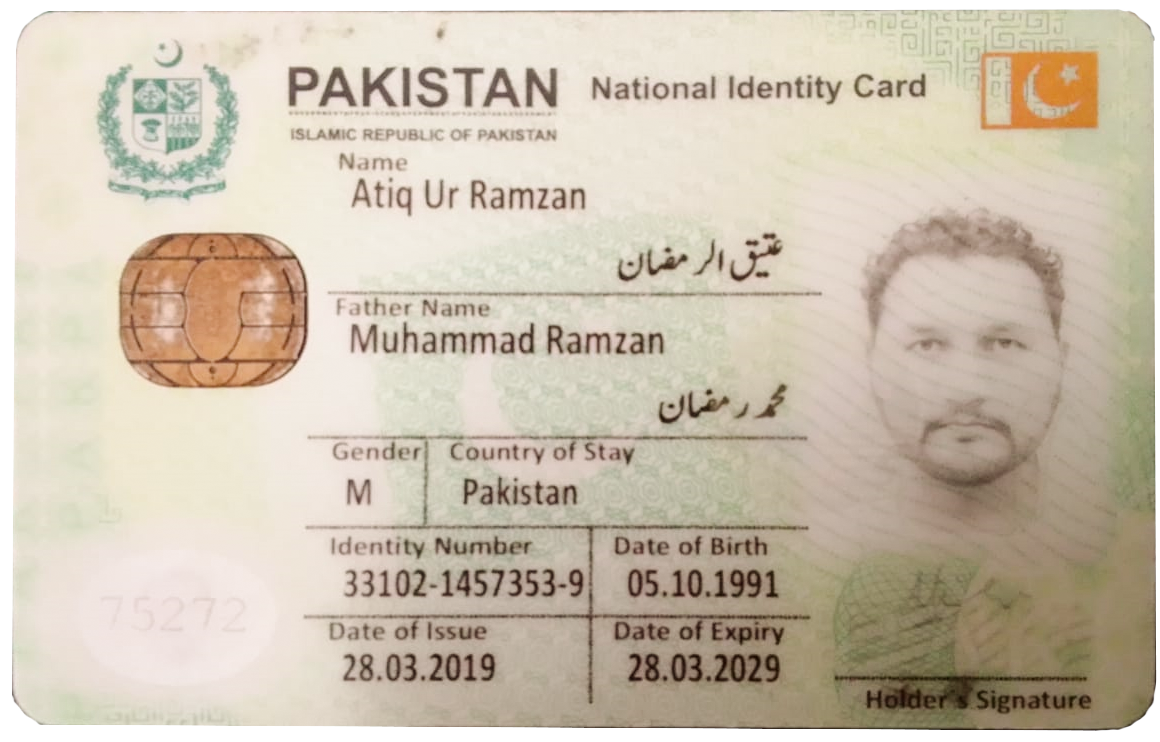 PAKISTAN National Identity Card
ISLAMIC REPUBLIC OF PAKISTAN
Name
Atiq Ur Ramzan
عتیق الر مضان
Father Name
Muhammad Ramzan
محمد رمضان
Gender Country of Stay
M Pakistan
Identity Number Date of Birth
33102-1457353-9 05.10.1991
75272
Date of Issue Date of Expiry
28.03.2019 28.03.2029
Holder's Signature